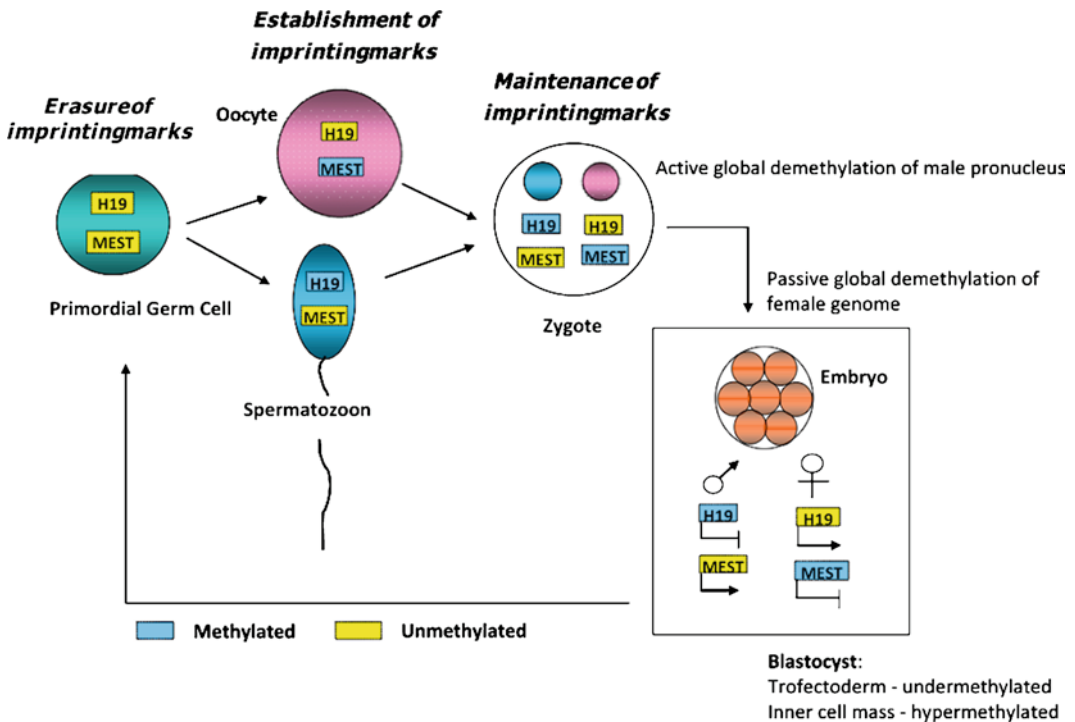 Erasureof
imprintingmarks
H19
MEST
Primordial Germ Cell
Establishment of
imprintingmarks
Oocyte
H19
MEST
H19
MEST
Spermatozoon
Maintenanceof
imprintingmarks
H19 H19
MEST MEST
Zygote
Active global demethylation of male pronucleus
Passive global demethylation of
female genome
Embryo
H19 H19
MEST MEST
Methylated Unmethylated
Blastocyst:
Trofectoderm - undermethylated
Inner cell mass - hypermethylated